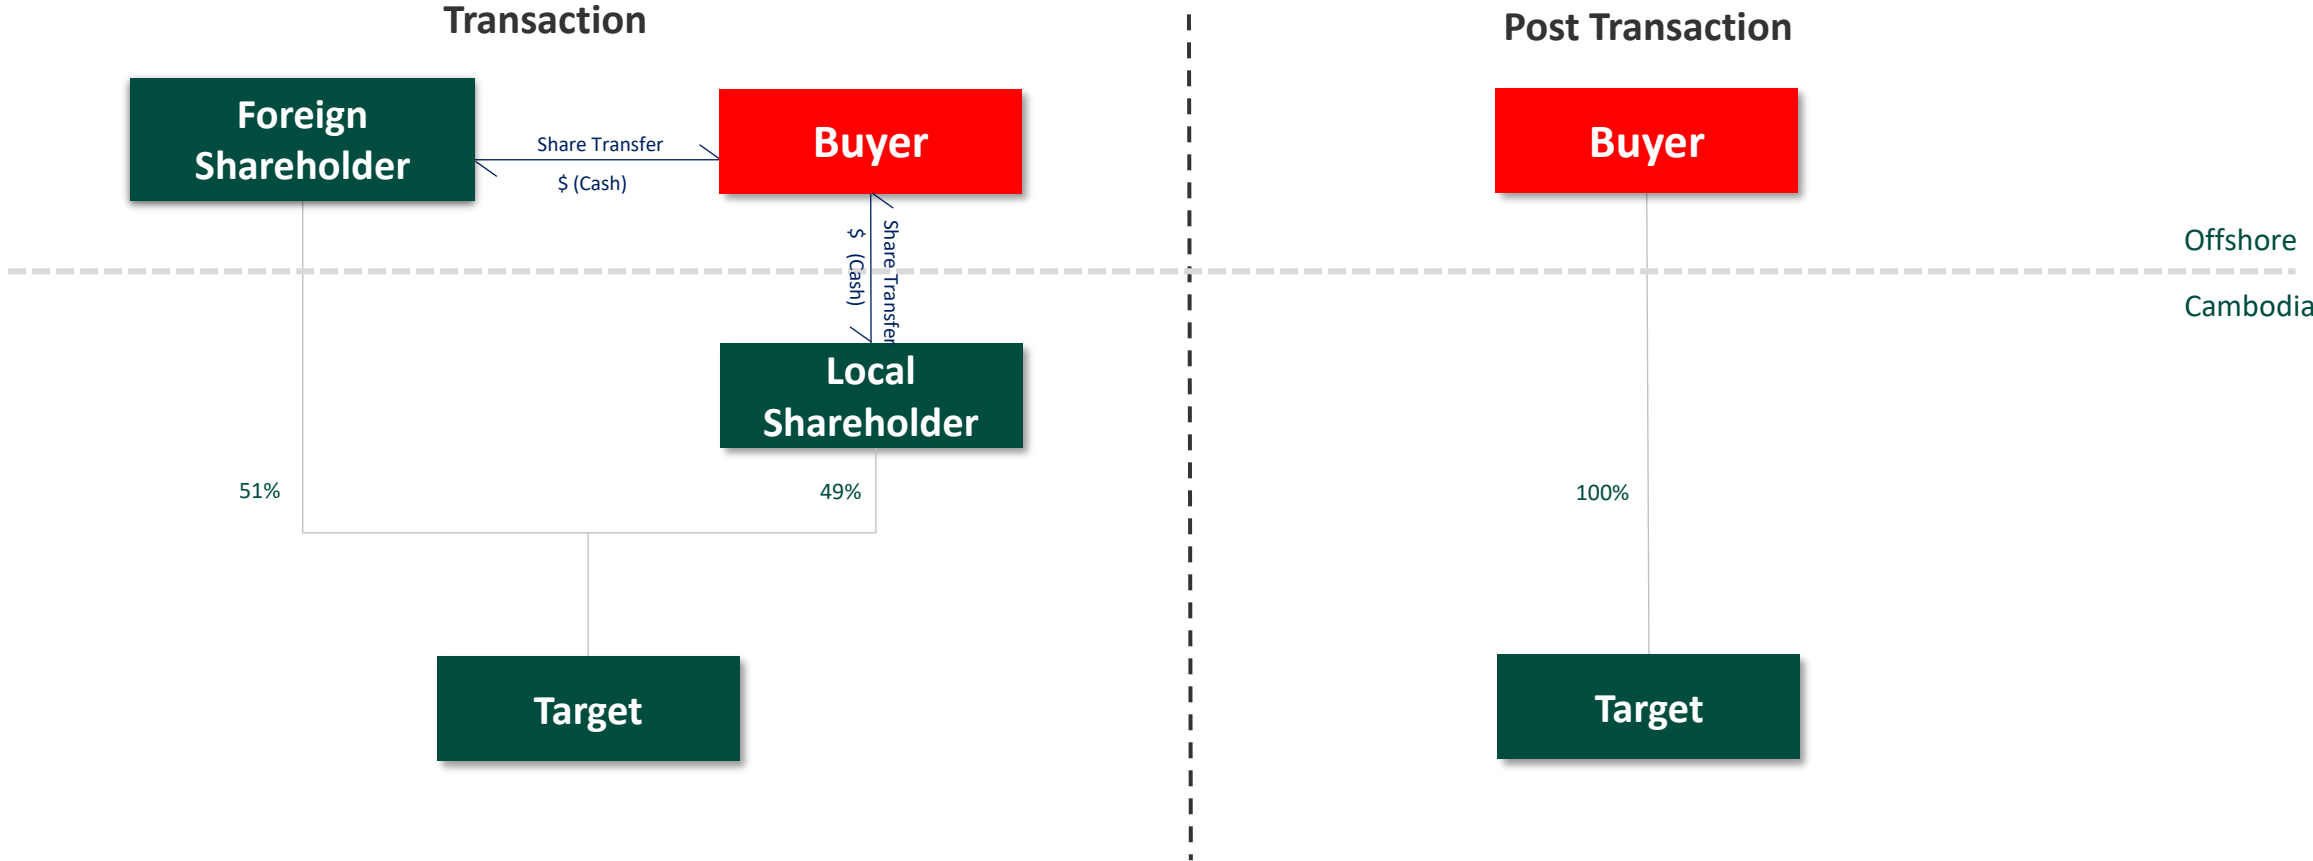 Transaction
Post Transaction
Foreign
Shareholder
Share Transfer
$ (Cash)
Buyer
Buyer
$ (Cash)
Share Transfer
Offshore
Cambodia
Local
Shareholder
51%
49%
100%
Target
Target